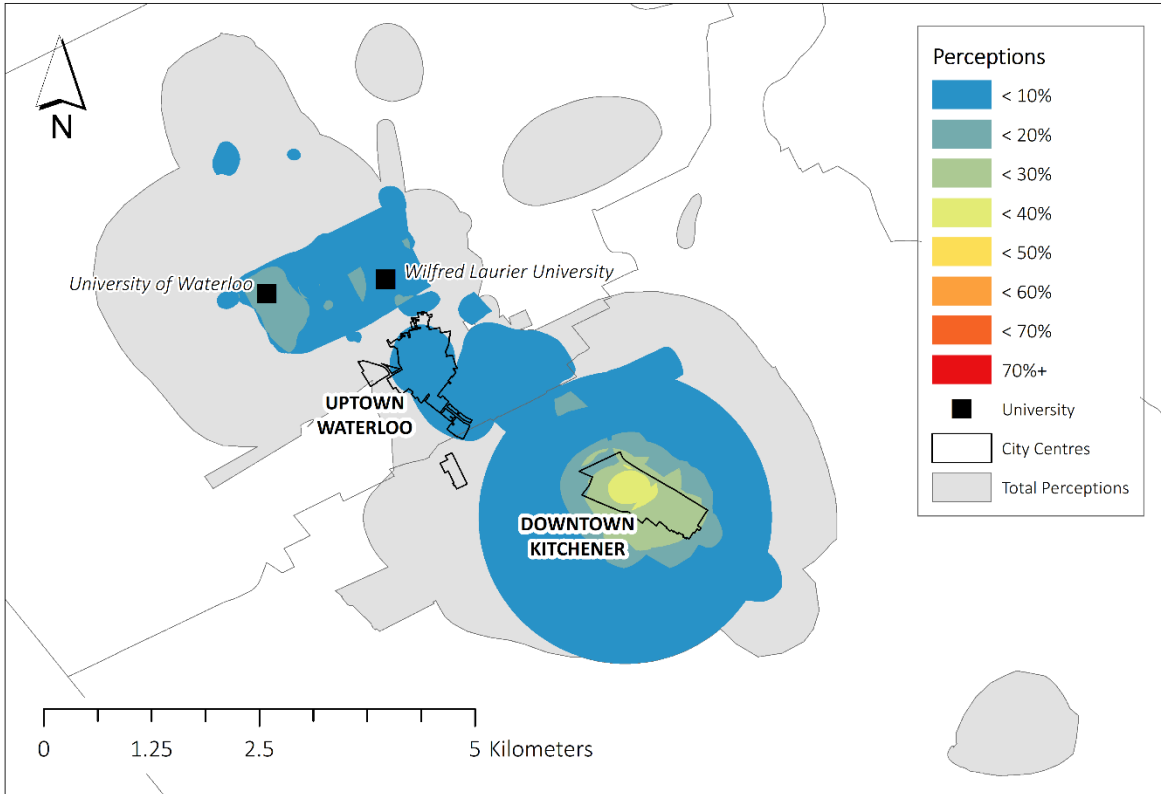 N
University of Waterloo
Wilfred Laurier University
UPTOWN
WATERLOO
DOWNTOWN
KITCHENER
0 1.25 2.5 5 Kilometers
Perceptions
< 10%
< 20%
< 30%
< 40%
< 50%
< 60%
< 70%
70%+
University
City Centres
Total Perceptions